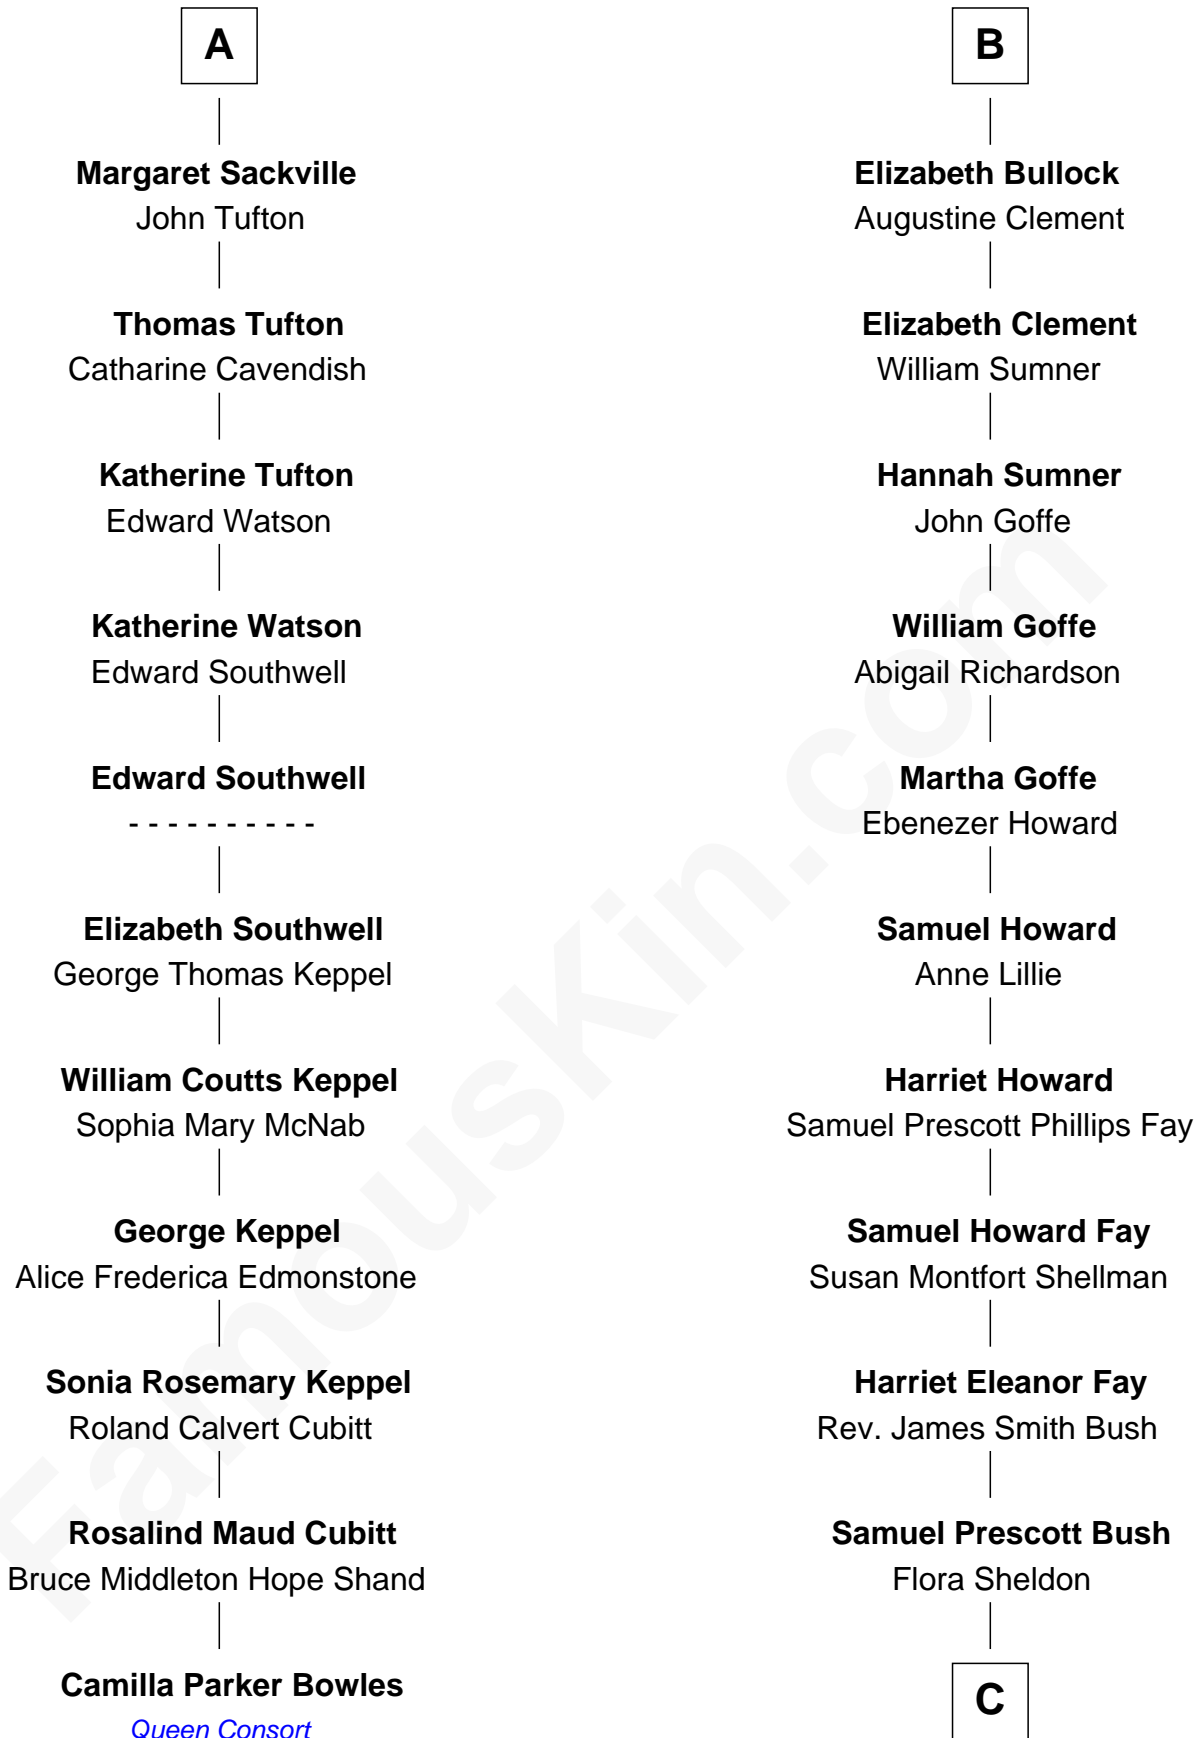 A
Margaret Sackville
John Tufton
Thomas Tufton
Catharine Cavendish
Katherine Tufton
Edward Watson
Katherine Watson
Edward Southwell
Edward Southwell
- - - - - - - - - -
Elizabeth Southwell
George Thomas Keppel
William Coutts Keppel
Sophia Mary McNab
George Keppel
Alice Frederica Edmonstone
Sonia Rosemary Keppel
Roland Calvert Cubitt
Rosalind Maud Cubitt
Bruce Middleton Hope Shand
Camilla Parker Bowles
Queen Consort
B
Elizabeth Bullock
Augustine Clement
Elizabeth Clement
William Sumner
Hannah Sumner
John Goffe
William Goffe
Abigail Richardson
Martha Goffe
Ebenezer Howard
Samuel Howard
Anne Lillie
Harriet Howard
Samuel Prescott Phillips Fay
Samuel Howard Fay
Susan Montfort Shellman
Harriet Eleanor Fay
Rev. James Smith Bush
Samuel Prescott Bush
Flora Sheldon
C
FamousKin.com